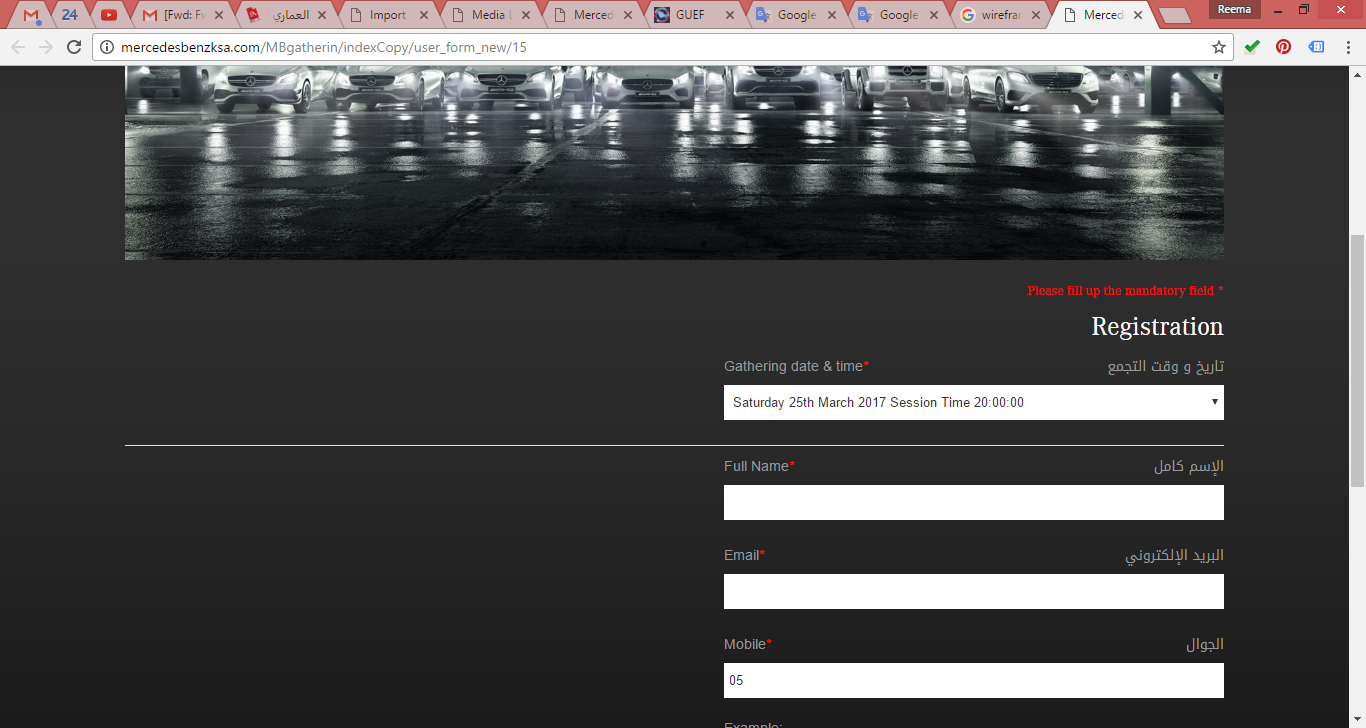 24 [Fwd: Fw العماري Import Media L Merced GUEF Google Google wirefran Merced Reema
mercedesbenzksa.com/MBgatherin/indexCopy/user_form_new/15
Please fill up the mandatory field *
Registration
Gathering date & time* تاريخ و وقت التجمع
Saturday 25th March 2017 Session Time 20:00:00
Full Name* الإسم كامل
Email* البريد الإلكتروني
Mobile* الجوال
05
Example: